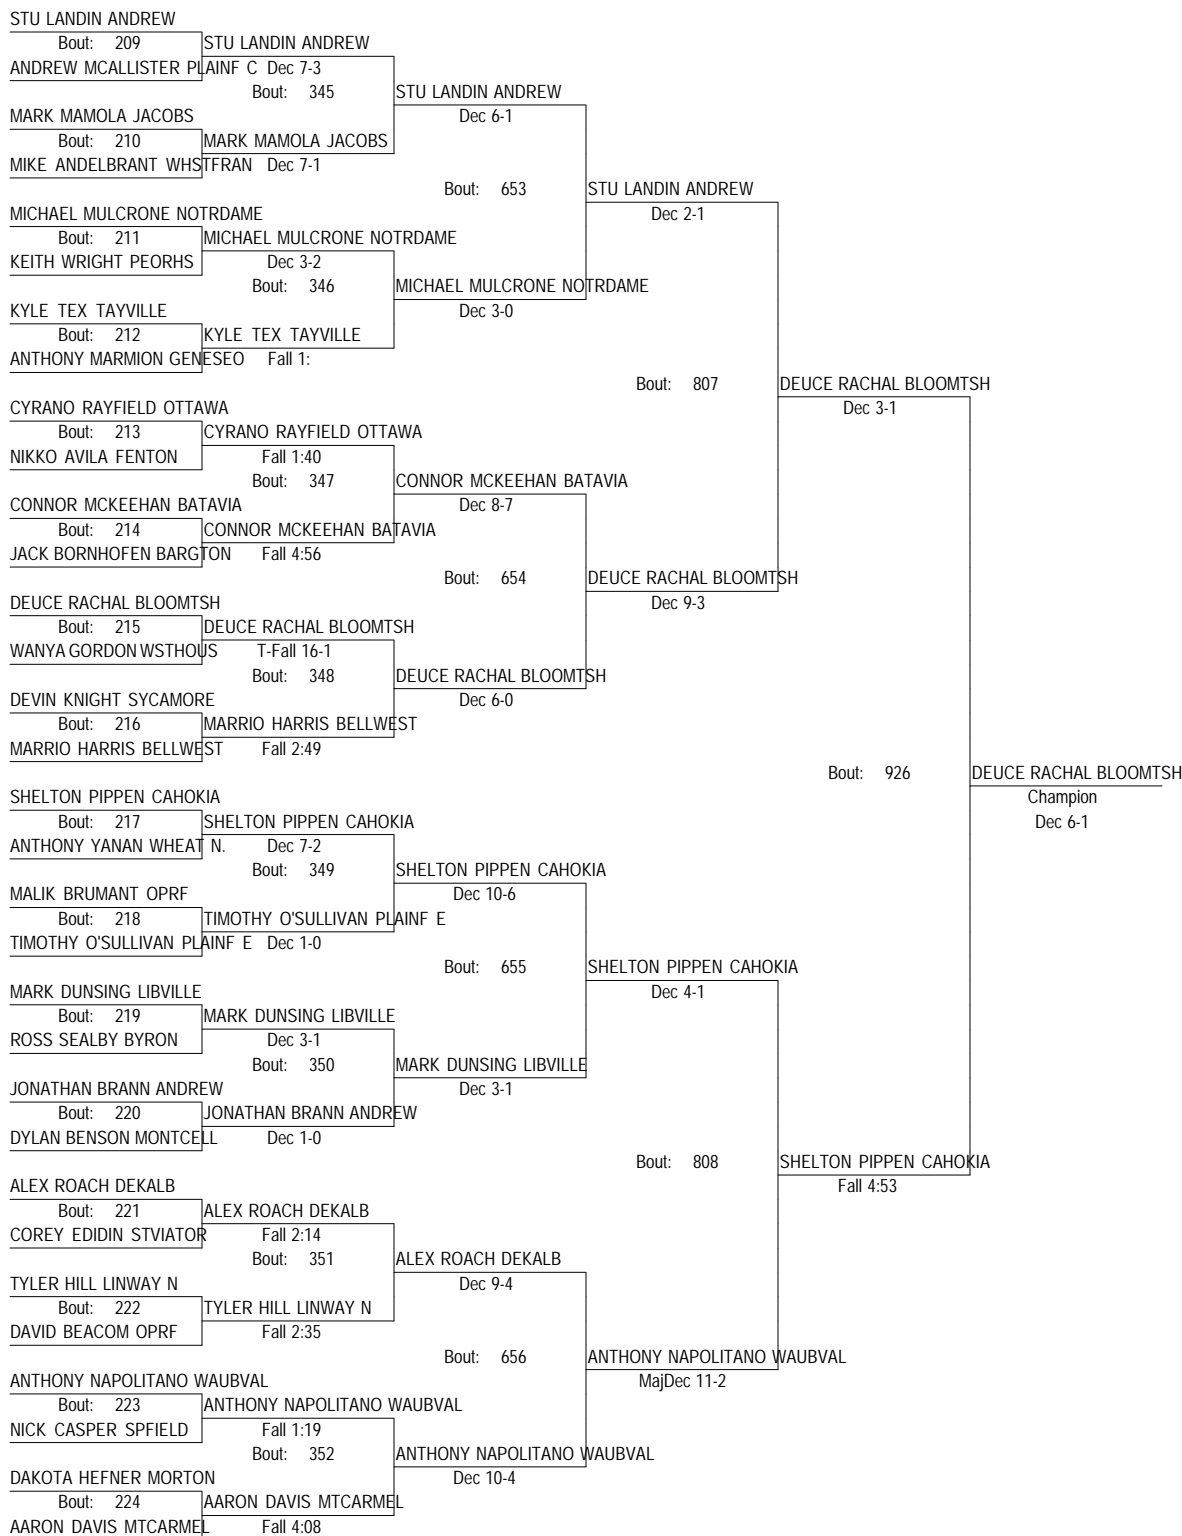 STU LANDIN ANDREW
Bout: 209 STU LANDIN ANDREW
ANDREW MCALLISTER PLAINF C Dec 7-3
Bout: 345 STU LANDIN ANDREW
MARK MAMOLA JACOBS Dec 6-1
Bout: 210 MARK MAMOLA JACOBS
MIKE ANDELBRANT WHSTFRAN Dec 7-1
Bout: 653 STU LANDIN ANDREW
MICHAEL MULCRONE NOTRDAME Dec 2-1
Bout: 211 MICHAEL MULCRONE NOTRDAME
KEITH WRIGHT PEORHS Dec 3-2
Bout: 346 MICHAEL MULCRONE NOTRDAME
KYLE TEX TAYVILLE Dec 3-0
Bout: 212 KYLE TEX TAYVILLE
ANTHONY MARMION GENESEO Fall 1:
Bout: 807 DEUCE RACHAL BLOOMTSH
CYRANO RAYFIELD OTTAWA Dec 3-1
Bout: 213 CYRANO RAYFIELD OTTAWA
NIKKO AVILA FENTON Fall 1:40
Bout: 347 CONNOR MCKEEHAN BATAVIA
CONNOR MCKEEHAN BATAVIA Dec 8-7
Bout: 214 CONNOR MCKEEHAN BATAVIA
JACK BORNHOFEN BARGTON Fall 4:56
Bout: 654 DEUCE RACHAL BLOOMTSH
DEUCE RACHAL BLOOMTSH Dec 9-3
Bout: 215 DEUCE RACHAL BLOOMTSH
WANYA GORDON WSTHOUS T-Fall 16-1
Bout: 348 DEUCE RACHAL BLOOMTSH
DEVIN KNIGHT SYCAMORE Dec 6-0
Bout: 216 MARRIO HARRIS BELLWEST
MARRIO HARRIS BELLWEST Fall 2:49
Bout: 926 DEUCE RACHAL BLOOMTSH
SHELTON PIPPEN CAHOKIA Champion
Bout: 217 SHELTON PIPPEN CAHOKIA Dec 6-1
ANTHONY YANAN WHEAT N. Dec 7-2
Bout: 349 SHELTON PIPPEN CAHOKIA
MALIK BRUMANT OPRF Dec 10-6
Bout: 218 TIMOTHY O'SULLIVAN PLAINF E
TIMOTHY O'SULLIVAN PLAINF E Dec 1-0
Bout: 655 SHELTON PIPPEN CAHOKIA
MARK DUNSING LIBVILLE Dec 4-1
Bout: 219 MARK DUNSING LIBVILLE
ROSS SEALBY BYRON Dec 3-1
Bout: 350 MARK DUNSING LIBVILLE
JONATHAN BRANN ANDREW Dec 3-1
Bout: 220 JONATHAN BRANN ANDREW
DYLAN BENSON MONTCELL Dec 1-0
Bout: 808 SHELTON PIPPEN CAHOKIA
ALEX ROACH DEKALB Fall 4:53
Bout: 221 ALEX ROACH DEKALB
COREY EDIDIN STVIATOR Fall 2:14
Bout: 351 ALEX ROACH DEKALB
TYLER HILL LINWAY N Dec 9-4
Bout: 222 TYLER HILL LINWAY N
DAVID BEACOM OPRF Fall 2:35
Bout: 656 ANTHONY NAPOLITANO WAUBVAL
ANTHONY NAPOLITANO WAUBVAL MajDec 11-2
Bout: 223 ANTHONY NAPOLITANO WAUBVAL
NICK CASPER SPFIELD Fall 1:19
Bout: 352 ANTHONY NAPOLITANO WAUBVAL
DAKOTA HEFNER MORTON Dec 10-4
Bout: 224 AARON DAVIS MTCARMEL
AARON DAVIS MTCARMEL Fall 4:08